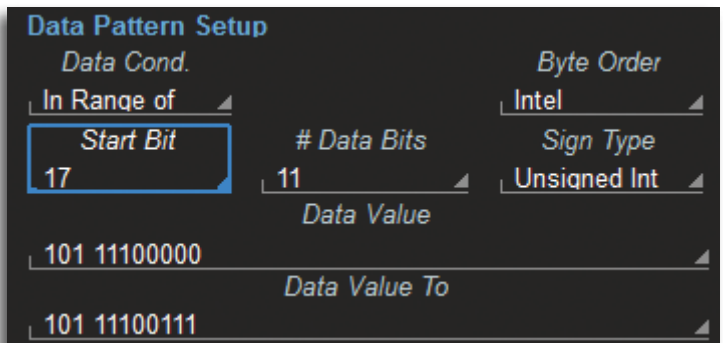 Data Pattern Setup
Data Cond. Byte Order
In Range of Intel
Start Bit # Data Bits Sign Type
17 11 Unsigned Int
Data Value
101 11100000
Data Value To
101 11100111